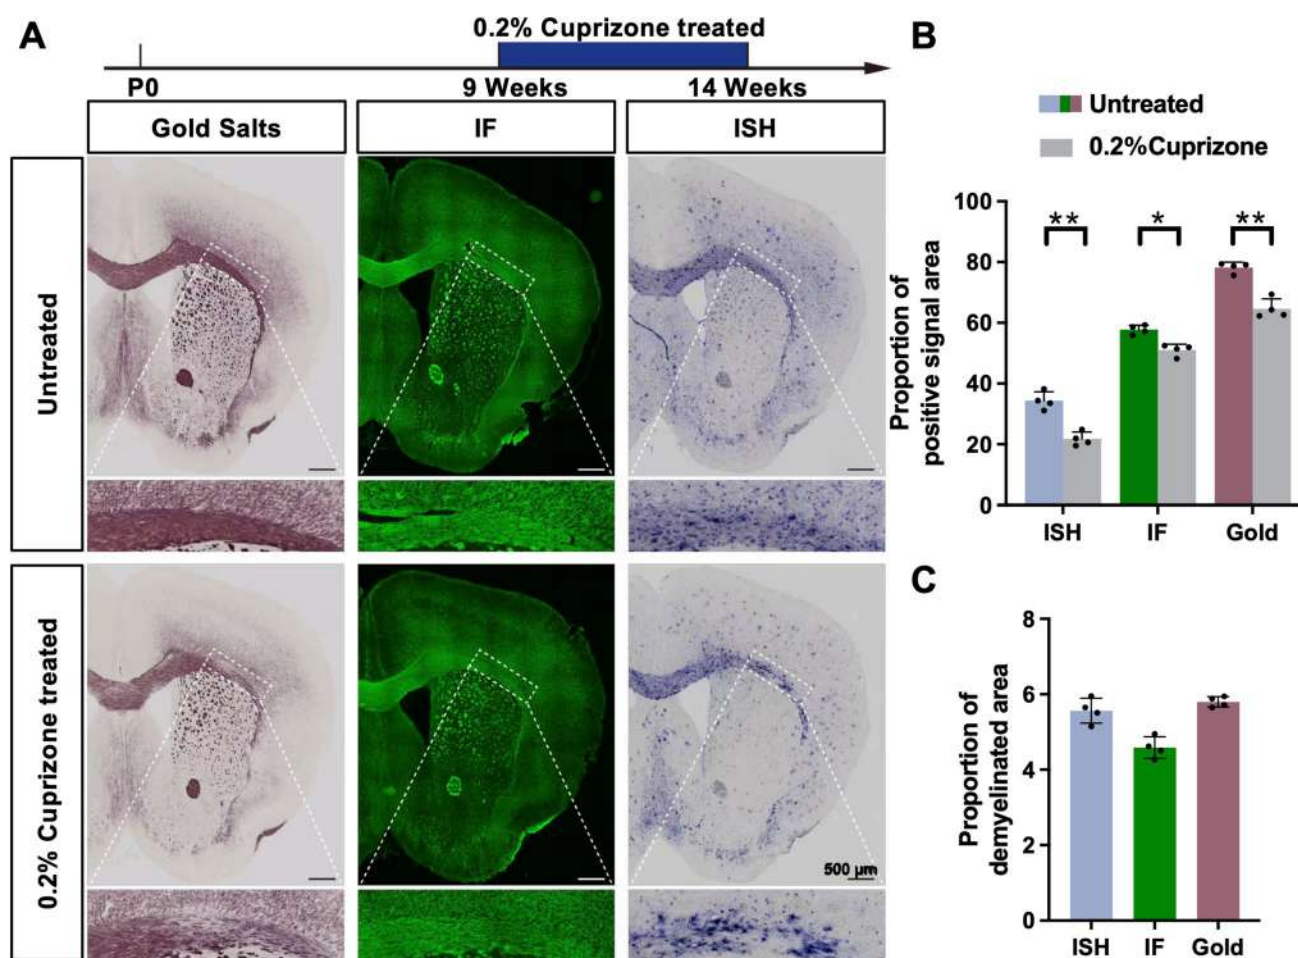 A
0.2% Cuprizone treated
P0
9 Weeks
14 Weeks
Gold Salts
IF
ISH
Untreated
0.2% Cuprizone treated
500 μm
B
Untreated
0.2%Cuprizone
Proportion of
positive signal area
100
80
60
40
20
0
**
*
**
ISH
IF
Gold
C
Proportion of
demyelinated area
8
6
4
2
0
ISH
IF
Gold